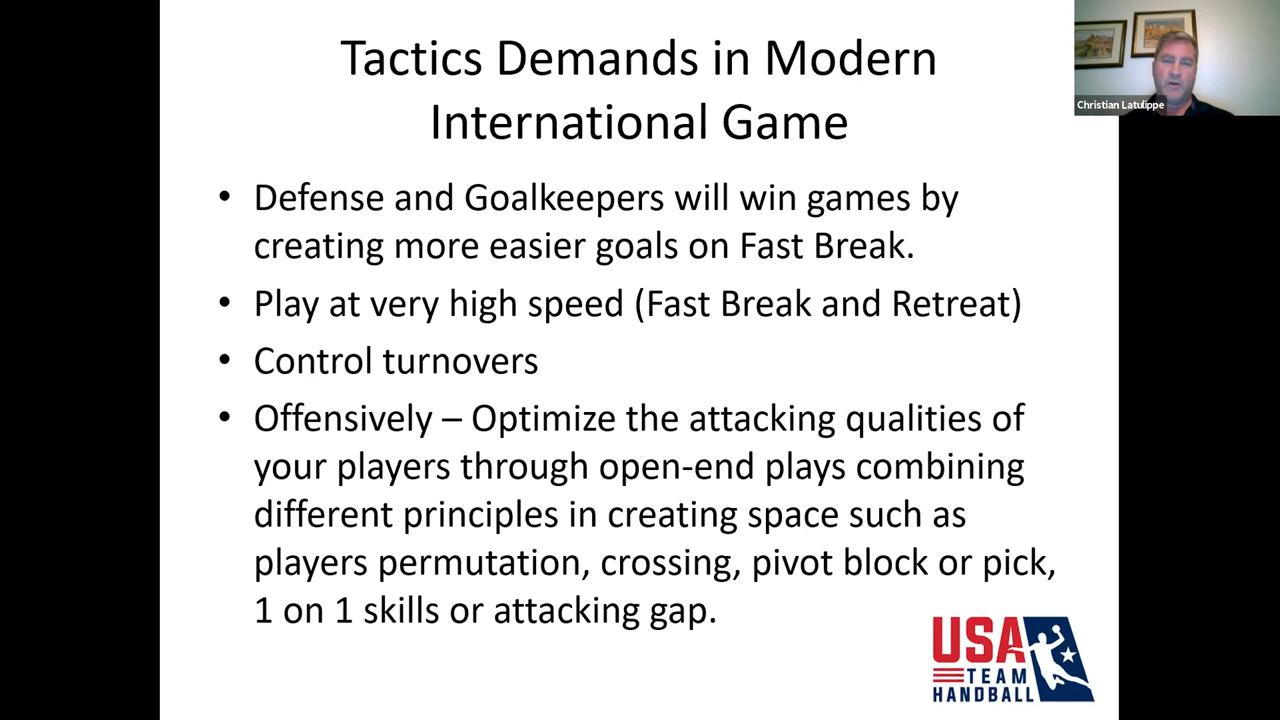 Tactics Demands in Modern
International Game
• Defense and Goalkeepers will win games by
creating more easier goals on Fast Break.
• Play at very high speed (Fast Break and Retreat)
• Control turnovers
• Offensively – Optimize the attacking qualities of
your players through open-end plays combining
different principles in creating space such as
players permutation, crossing, pivot block or pick,
1 on 1 skills or attacking gap.
Christian Latulippe
USA
TEAM
HANDBALL